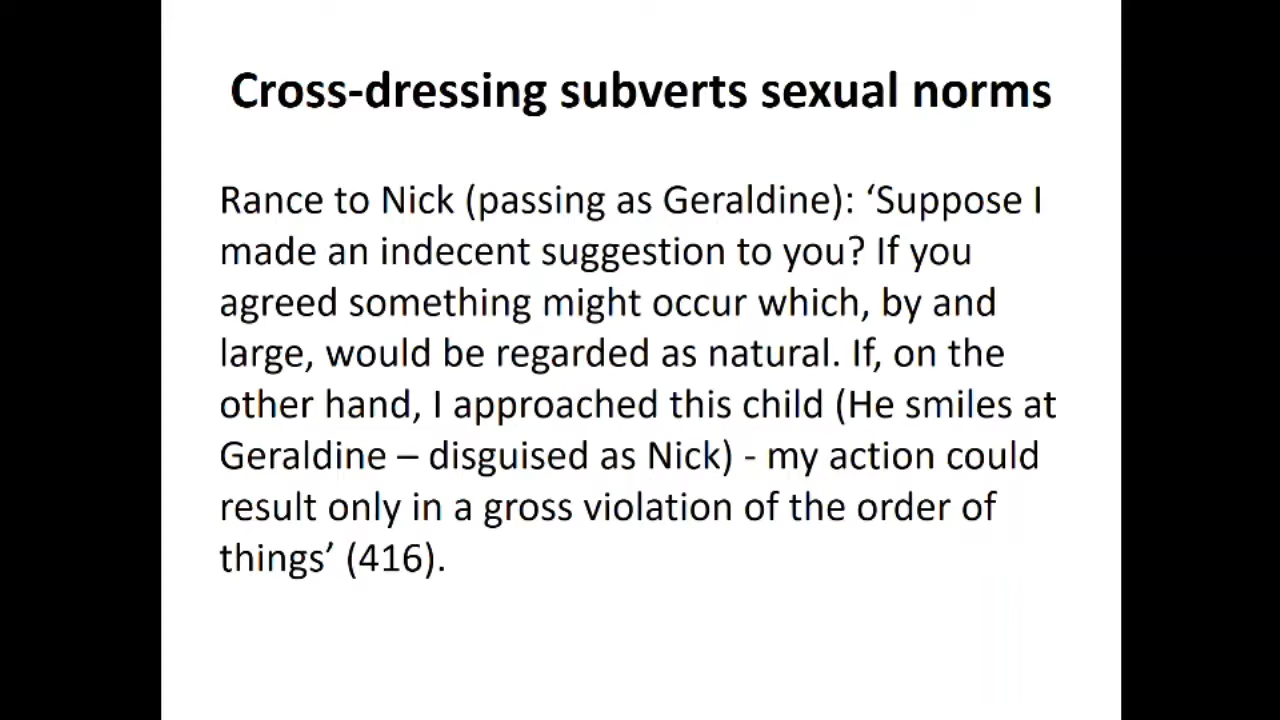 Cross-dressing subverts sexual norms
Rance to Nick (passing as Geraldine): ‘Suppose I
made an indecent suggestion to you? If you
agreed something might occur which, by and
large, would be regarded as natural. If, on the
other hand, I approached this child (He smiles at
Geraldine – disguised as Nick) - my action could
result only in a gross violation of the order of
things’ (416).